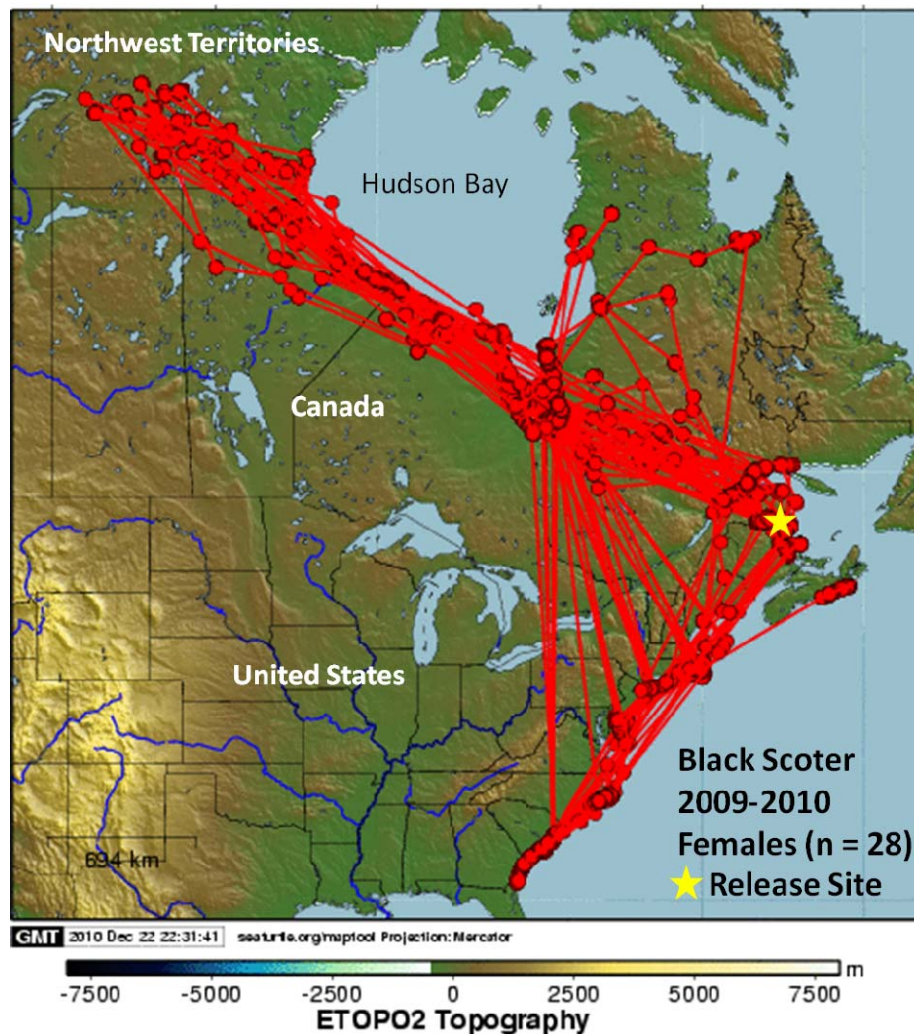 Northwest Territories
Hudson Bay
Canada
United States
Black Scoter
2009-2010
Females (n = 28)
Release Site
694 km
GMT 2010 Dec 22 22:31:41 seaturtle.org/maptool Projection: Mercator
-7500 -5000 -2500 0 2500 5000 7500 m
ETOPO2 Topography